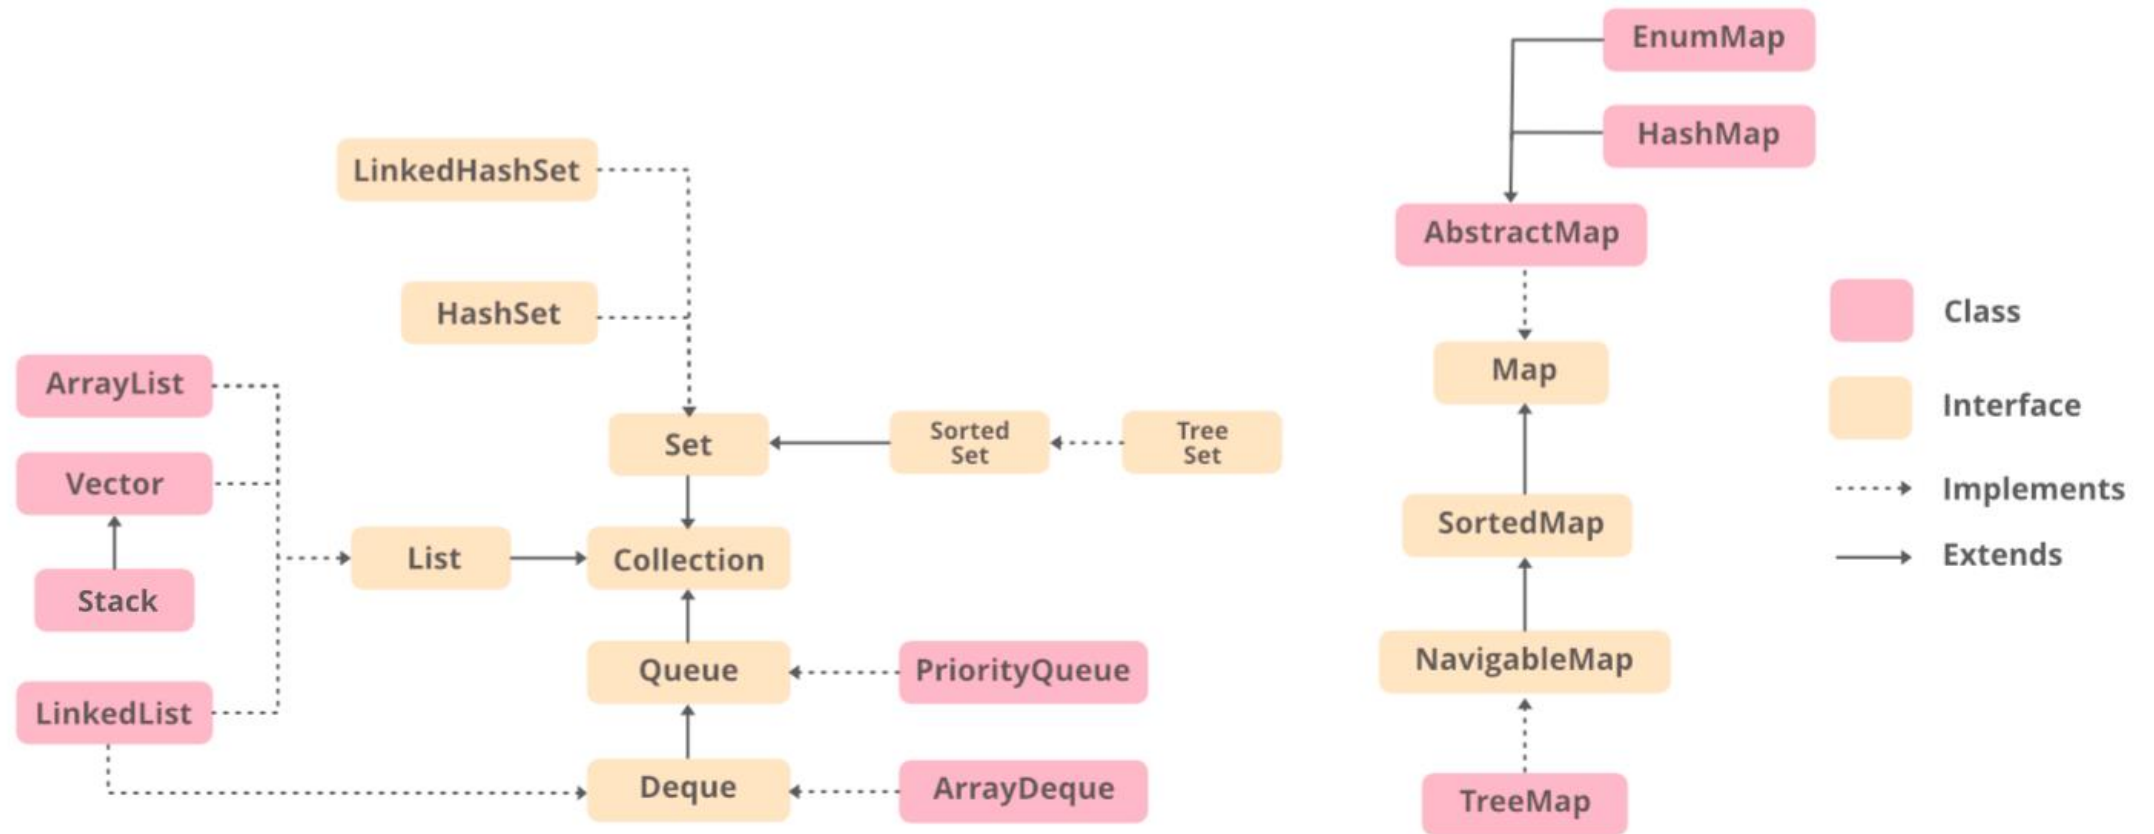 EnumMap
HashMap
LinkedHashSet
AbstractMap
HashSet
Class
ArrayList
Map
Interface
Set
Sorted
Set
Tree
Set
Vector
Implements
SortedMap
List
Collection
Extends
Stack
Queue
PriorityQueue
NavigableMap
LinkedList
Deque
ArrayDeque
TreeMap